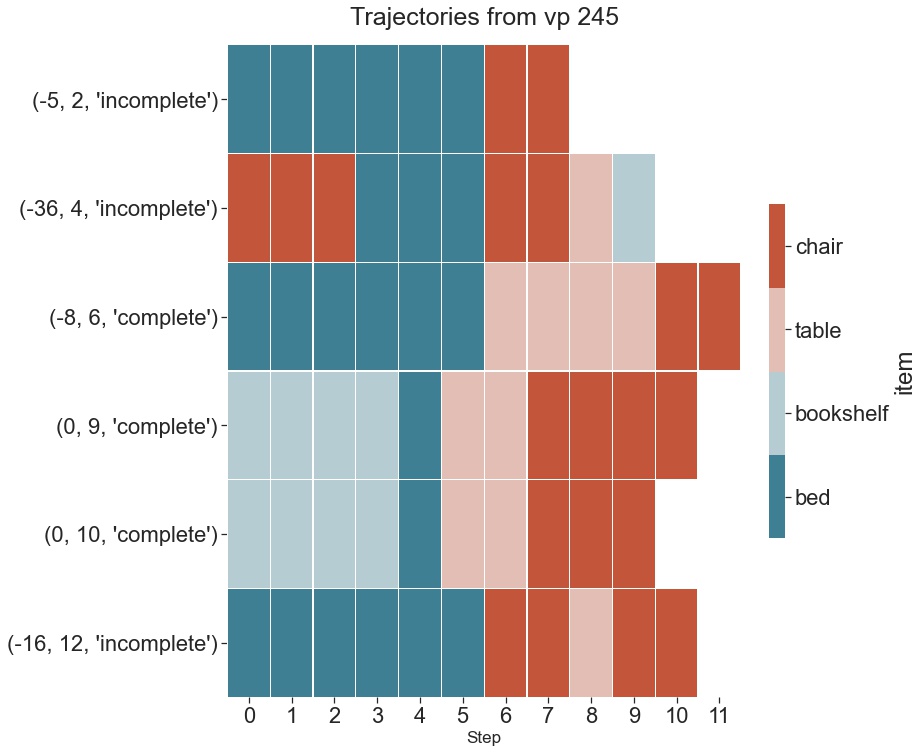 Trajectories from vp 245
(-5, 2, 'incomplete')
(-36, 4, 'incomplete')
(-8, 6, 'complete')
(0, 9, 'complete')
(0, 10, 'complete')
(-16, 12, 'incomplete')
0 1 2 3 4 5 6 7 8 9 10 11
Step
chair
table
bookshelf
bed
item